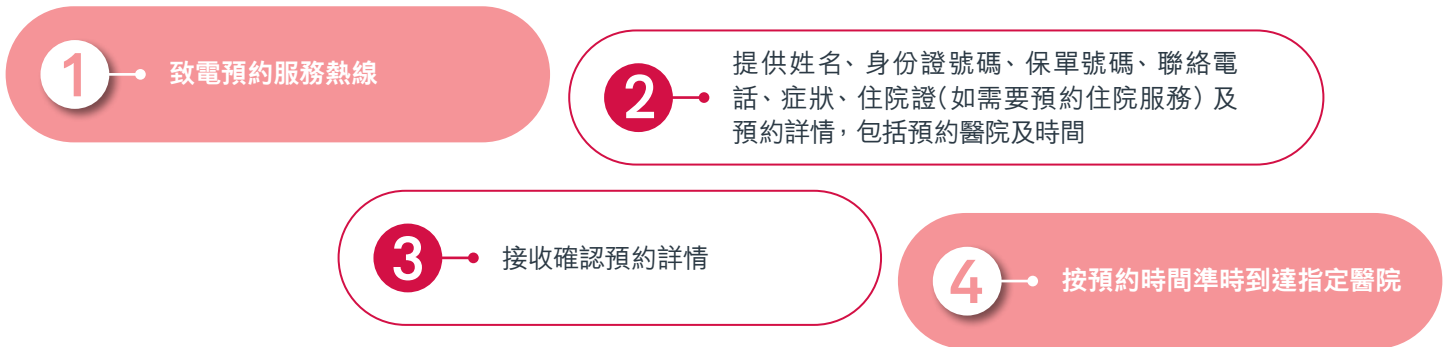 1
致電預約服務熱線
2
提供姓名、身份證號碼、保單號碼、聯絡電
話、症狀、住院證(如需要預約住院服務)及
預約詳情，包括預約醫院及時間
3
接收確認預約詳情
4
按預約時間準時到達指定醫院